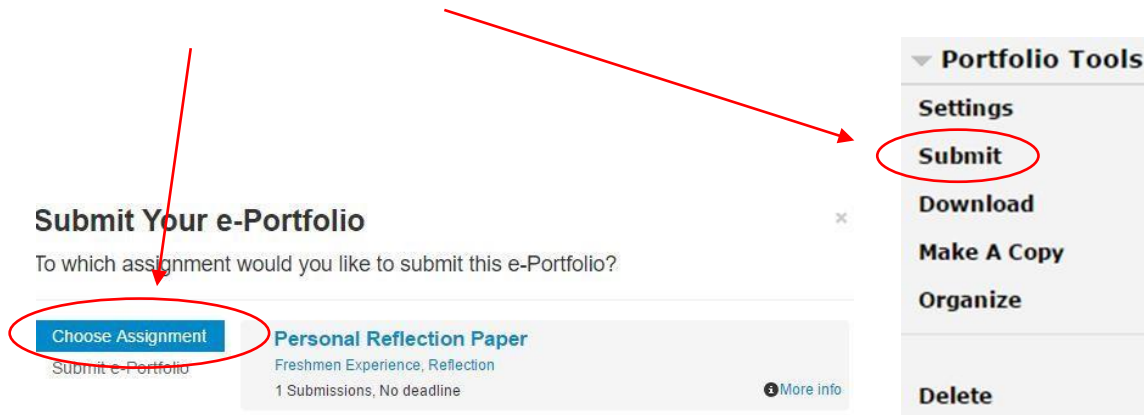 Portfolio Tools
Settings
Submit
Download
Make A Copy
Organize
Delete
Submit Your e-Portfolio
×
To which assignment would you like to submit this e-Portfolio?
Choose Assignment
Submit e-Portfolio
Personal Reflection Paper
Freshmen Experience, Reflection
1 Submissions, No deadline
More info